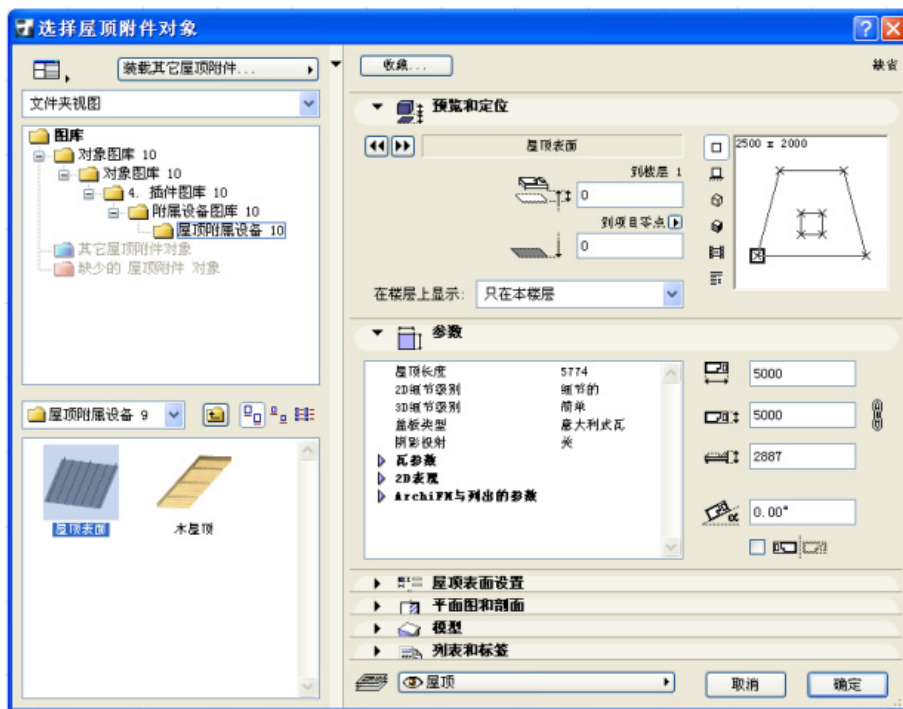 选择屋顶附件对象
装载其它屋顶附件...
收藏...
缺省
文件夹视图
图库
对象图库 10
对象图库 10
4. 插件图库 10
附属设备图库 10
屋顶附属设备 10
其它屋顶附件对象
缺少的 屋顶附件 对象
屋顶附属设备 9
屋顶表面
木屋顶
预览和定位
屋顶表面
2500 x 2000
到楼层 1
0
到项目零点
0
在楼层上显示:
只在本楼层
参数
屋顶长度 5774
2D细节级别 细节的
3D细节级别 简单
盖板类型 意大利式瓦
阴影投射 关
瓦参数
2D表现
ArchiFM与列出的参数
5000
5000
2887
α
0.00°
屋顶表面设置
平面图和剖面
模型
列表和标签
屋顶
取消
确定